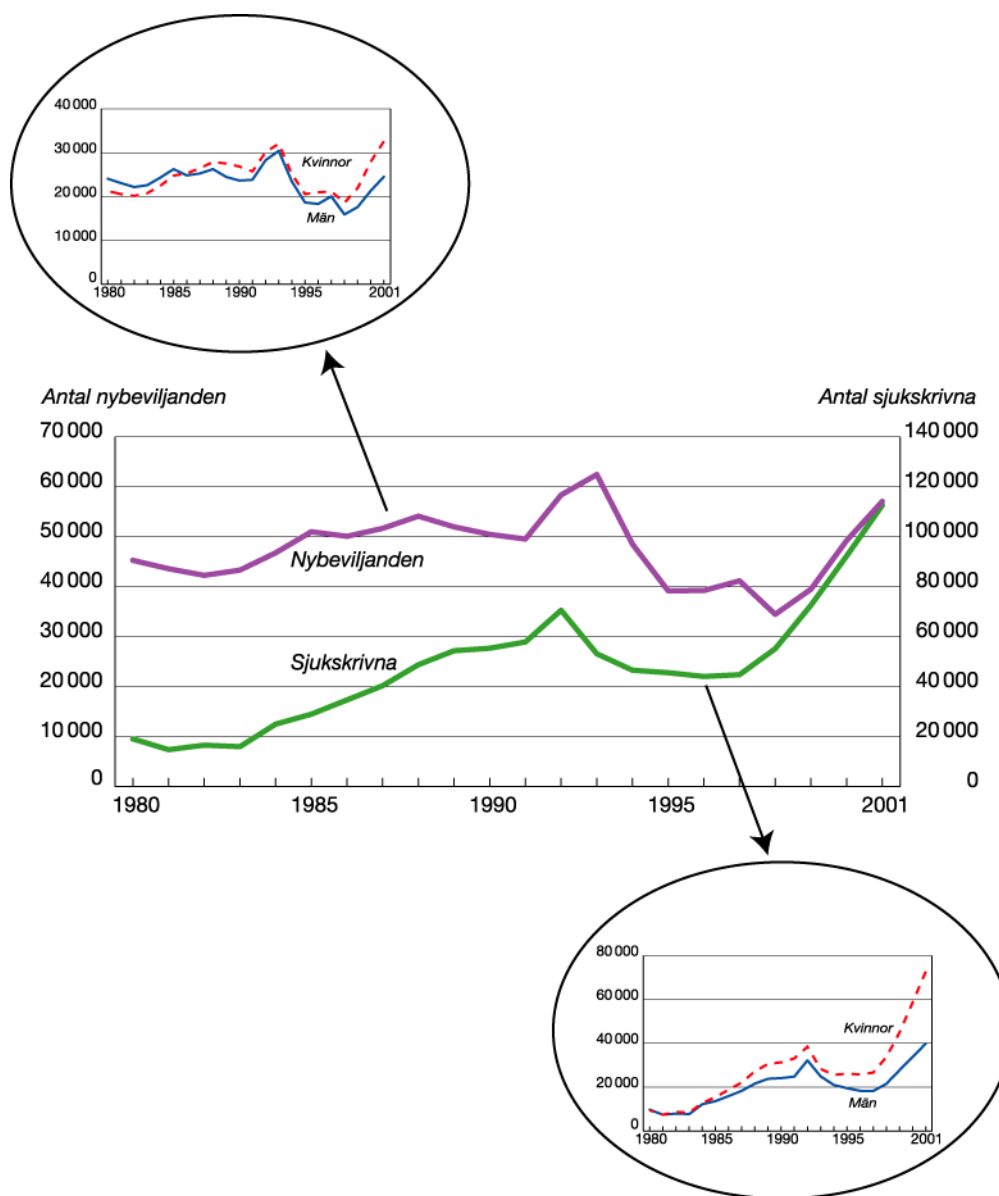 40 000
30 000
20 000
10 000
0
Kvinnor
Män
1980 1985 1990 1995 2001
Antal nybeviljanden Antal sjukskrivna
70 000 140 000
60 000 120 000
50 000 100 000
Nybeviljanden
40 000 80 000
30 000 60 000
Sjukskrivna
20 000 40 000
10 000 20 000
0 0
1980 1985 1990 1995 2001
80 000
60 000
Kvinnor
40 000
20 000
Män
0
1980 1985 1990 1995 2001